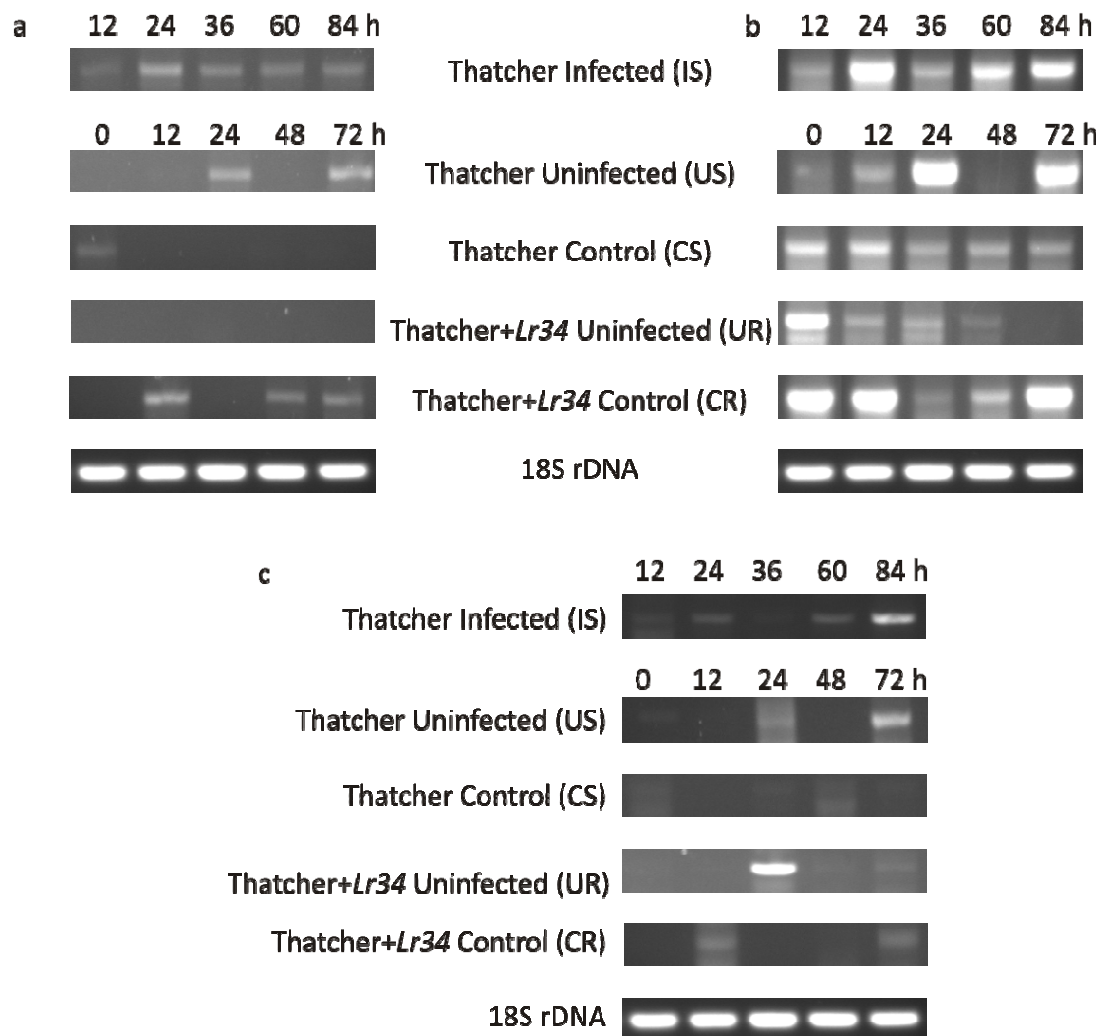 a 12 24 36 60 84 h
b 12 24 36 60 84 h
Thatcher Infected (IS)
0 12 24 48 72 h
0 12 24 48 72 h
Thatcher Uninfected (US)
Thatcher Control (CS)
Thatcher+Lr34 Uninfected (UR)
Thatcher+Lr34 Control (CR)
18S rDNA
c 12 24 36 60 84 h
Thatcher Infected (IS)
0 12 24 48 72 h
Thatcher Uninfected (US)
Thatcher Control (CS)
Thatcher+Lr34 Uninfected (UR)
Thatcher+Lr34 Control (CR)
18S rDNA